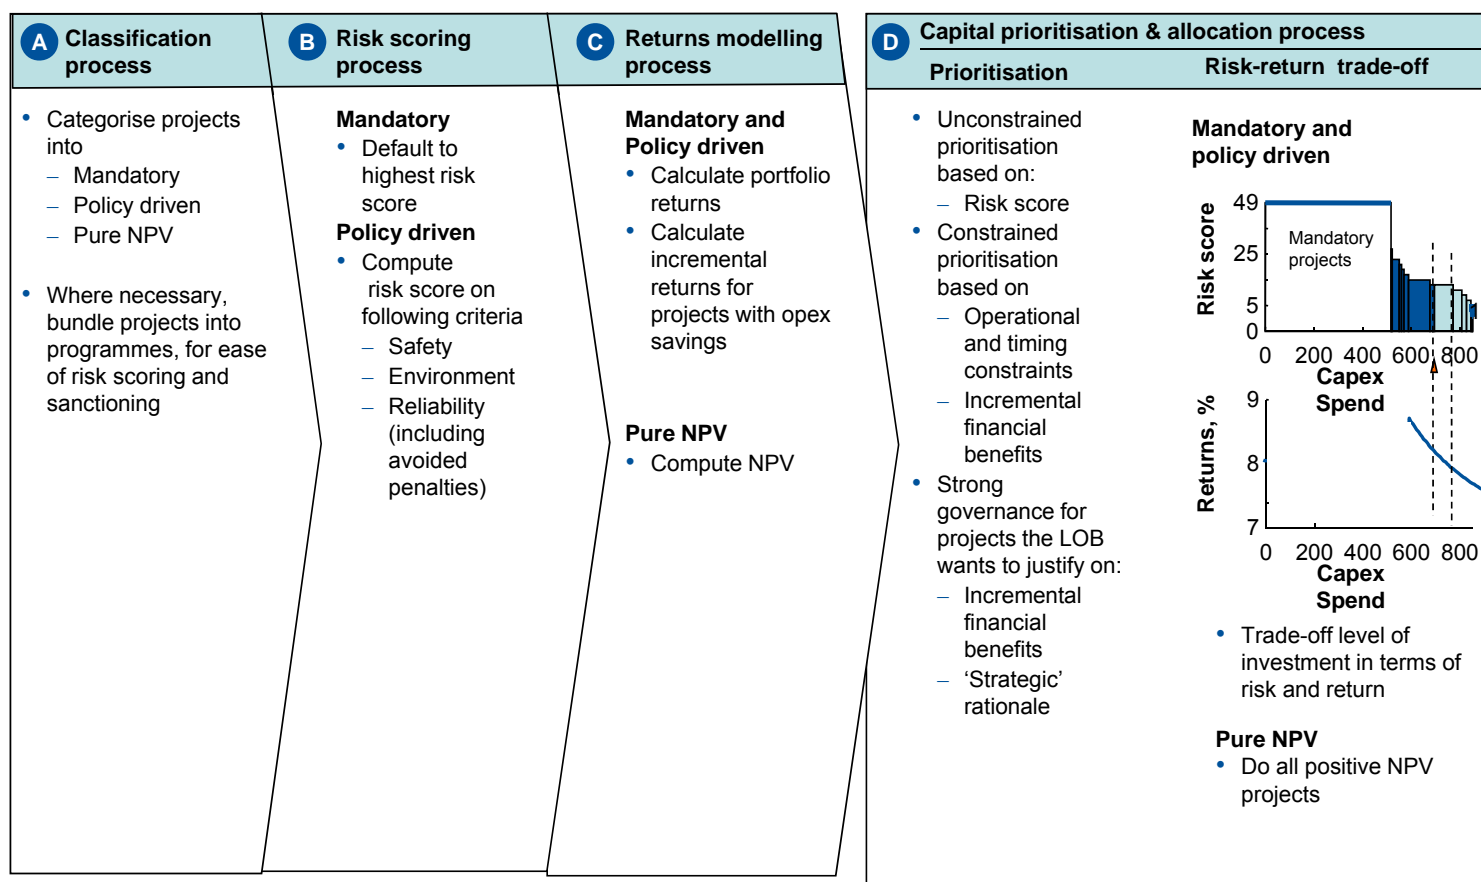 A Classification
process
• Categorise projects
into
– Mandatory
– Policy driven
– Pure NPV
• Where necessary,
bundle projects into
programmes, for ease
of risk scoring and
sanctioning
B Risk scoring
process
Mandatory
• Default to
highest risk
score
Policy driven
• Compute
risk score on
following criteria
– Safety
– Environment
– Reliability
(including
avoided
penalties)
C Returns modelling
process
Mandatory and
Policy driven
• Calculate portfolio
returns
• Calculate
incremental
returns for
projects with opex
savings
Pure NPV
• Compute NPV
D Capital prioritisation & allocation process
Prioritisation
• Unconstrained
prioritisation
based on:
– Risk score
• Constrained
prioritisation
based on
– Operational
and timing
constraints
– Incremental
financial
benefits
• Strong
governance for
projects the LOB
wants to justify on:
– Incremental
financial
benefits
– ‘Strategic’
rationale
Risk-return trade-off
Mandatory and
policy driven
Risk score
49
25
5
0
Mandatory
projects
0 200 400 600 800
Capex
Spend
Returns, %
9
8
7
0 200 400 600 800
Capex
Spend
• Trade-off level of
investment in terms of
risk and return
Pure NPV
• Do all positive NPV
projects